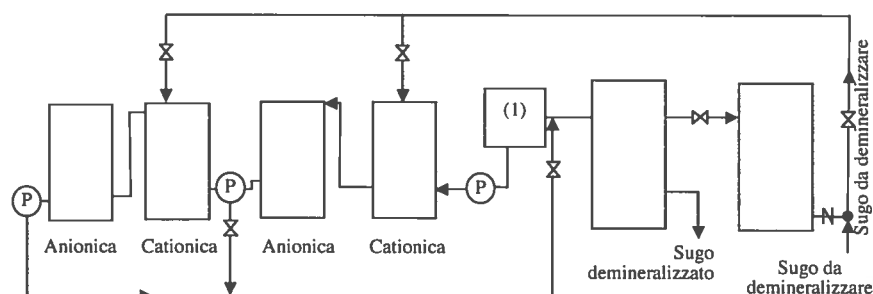 (1)
P
P
P
Anionica
Cationica
Anionica
Cationica
Sugo
demineralizzato
Sugo da
demineralizzare
Sugo da demineralizzare